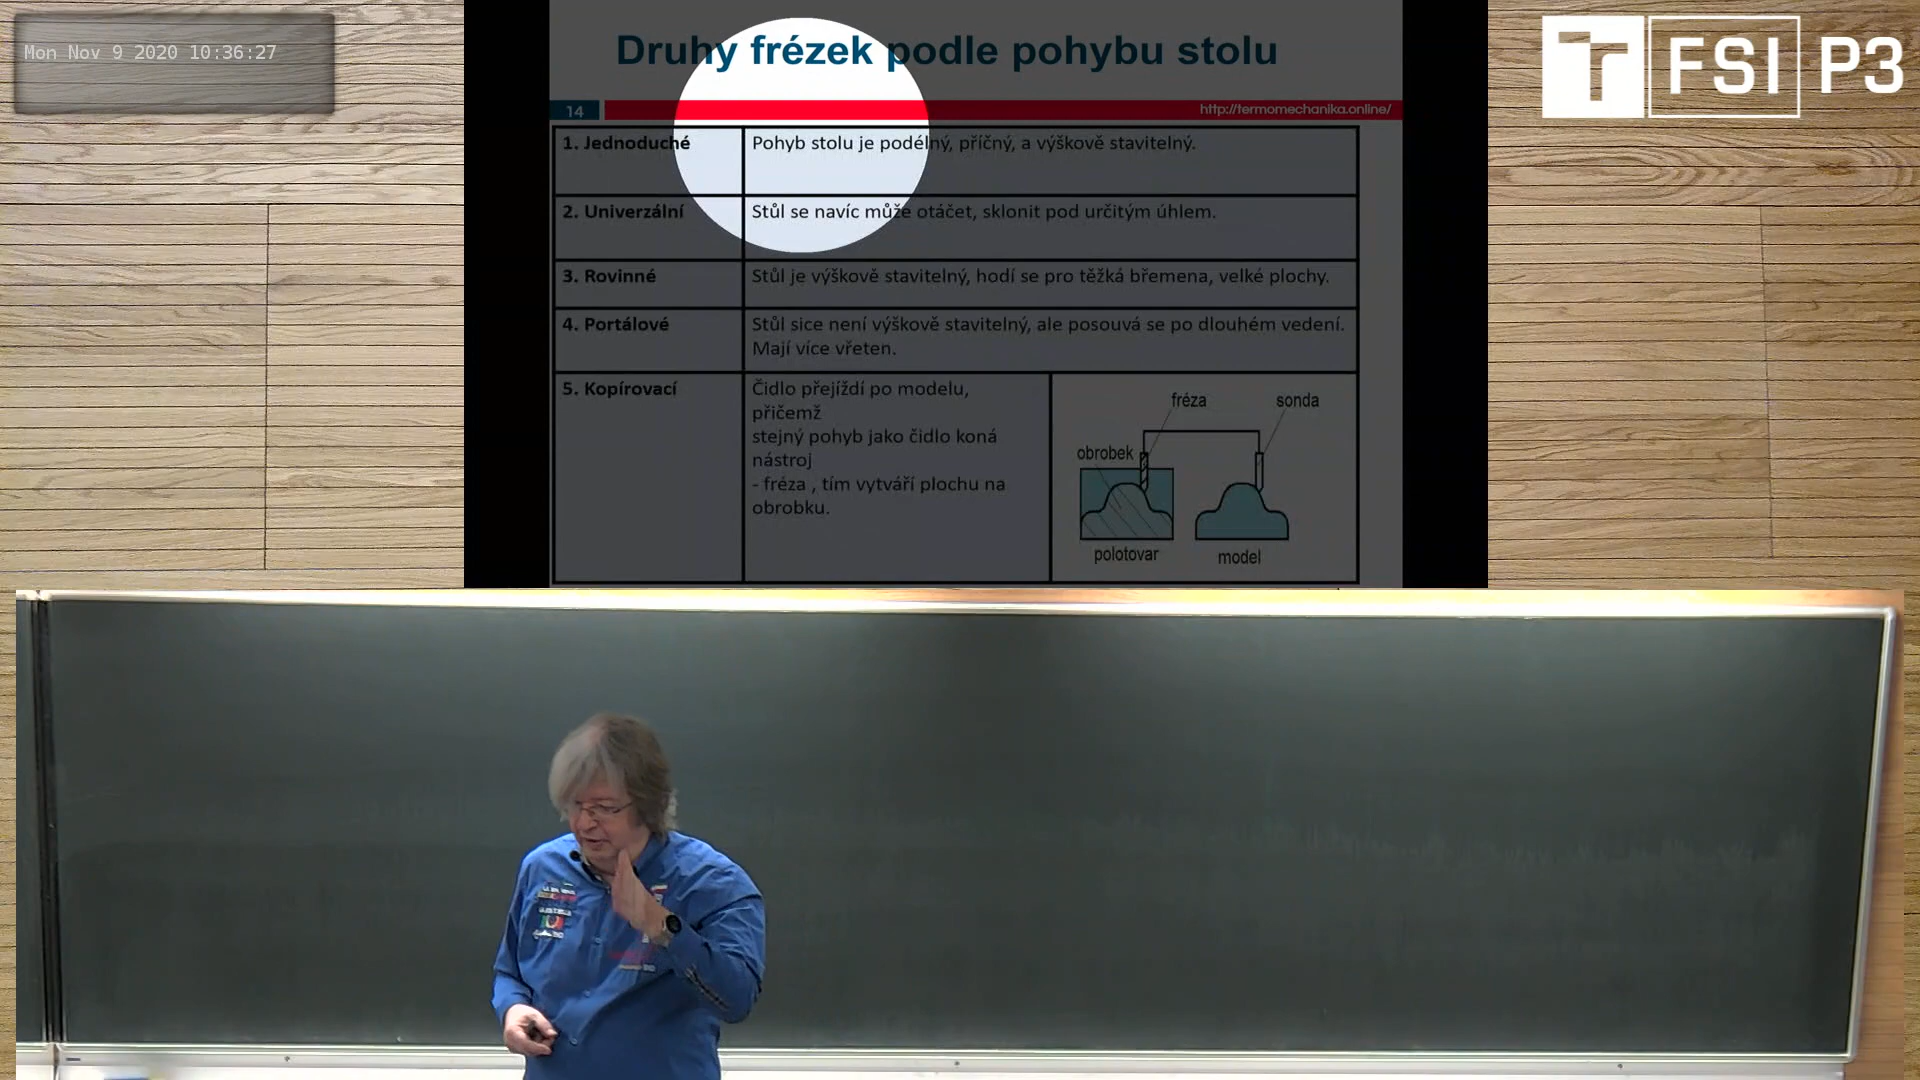 Mon Nov 9 2020 10:36:27
T FSI P3
Druhy frézek podle pohybu stolu
14
http://termomechanika.online/
1. Jednoduché
Pohyb stolu je podélný, příčný, a výškově stavitelný.
2. Univerzální
Stůl se navíc může otáčet, sklonit pod určitým úhlem.
3. Rovinné
Stůl je výškově stavitelný, hodí se pro těžká břemena, velké plochy.
4. Portálové
Stůl sice není výškově stavitelný, ale posouvá se po dlouhém vedení.
Mají více vřeten.
5. Kopírovací
Čidlo přejíždí po modelu,
přičemž
stejný pohyb jako čidlo koná
nástroj
- fréza , tím vytváří plochu na
obrobku.
fréza
sonda
obrobek
polotovar
model